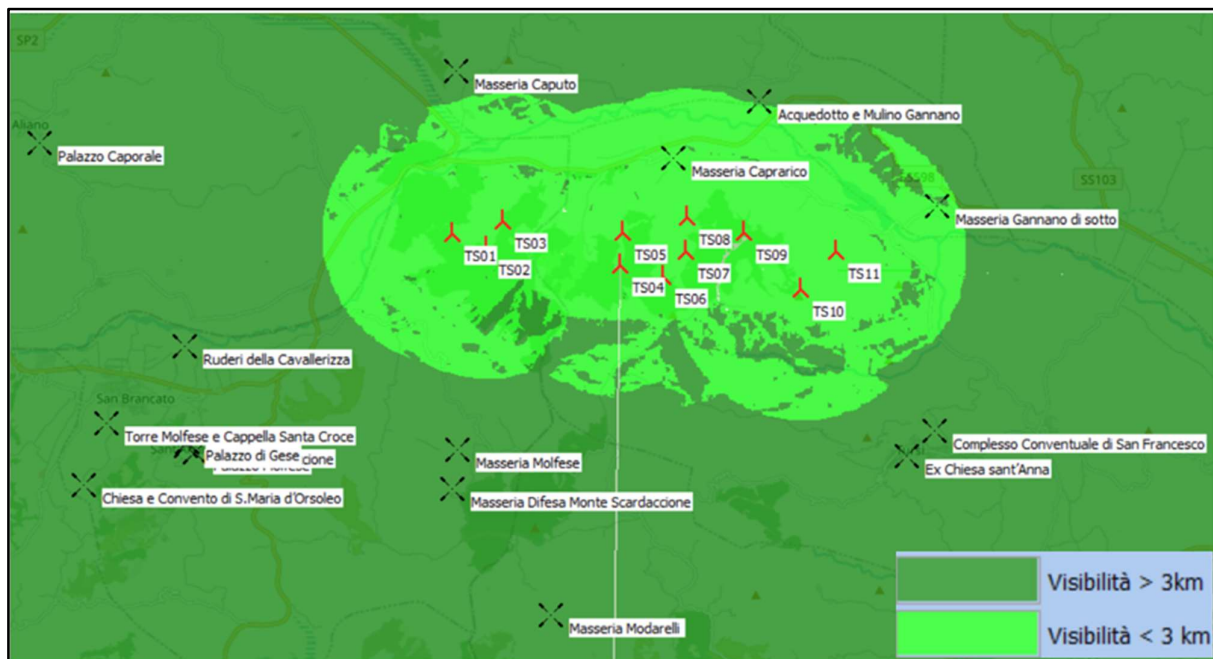 SP2
Masseria Caputo
Acquedotto e Mulino Gannano
Aliano
Palazzo Caporale
Masseria Caprarico
SS103
Masseria Gannano di sotto
TS03
TS08
TS01
TS05
TS09
TS02
TS07
TS11
TS04
TS06
TS10
Ruderi della Cavallerizza
San Brancato
Torre Molfese e Cappella Santa Croce
Palazzo di Gese
cione
Masseria Molfese
Complesso Conventuale di San Francesco
Ex Chiesa sant'Anna
Chiesa e Convento di S.Maria d'Orsoleo
Masseria Difesa Monte Scardaccione
Masseria Modarelli
Visibilità > 3km
Visibilità < 3 km